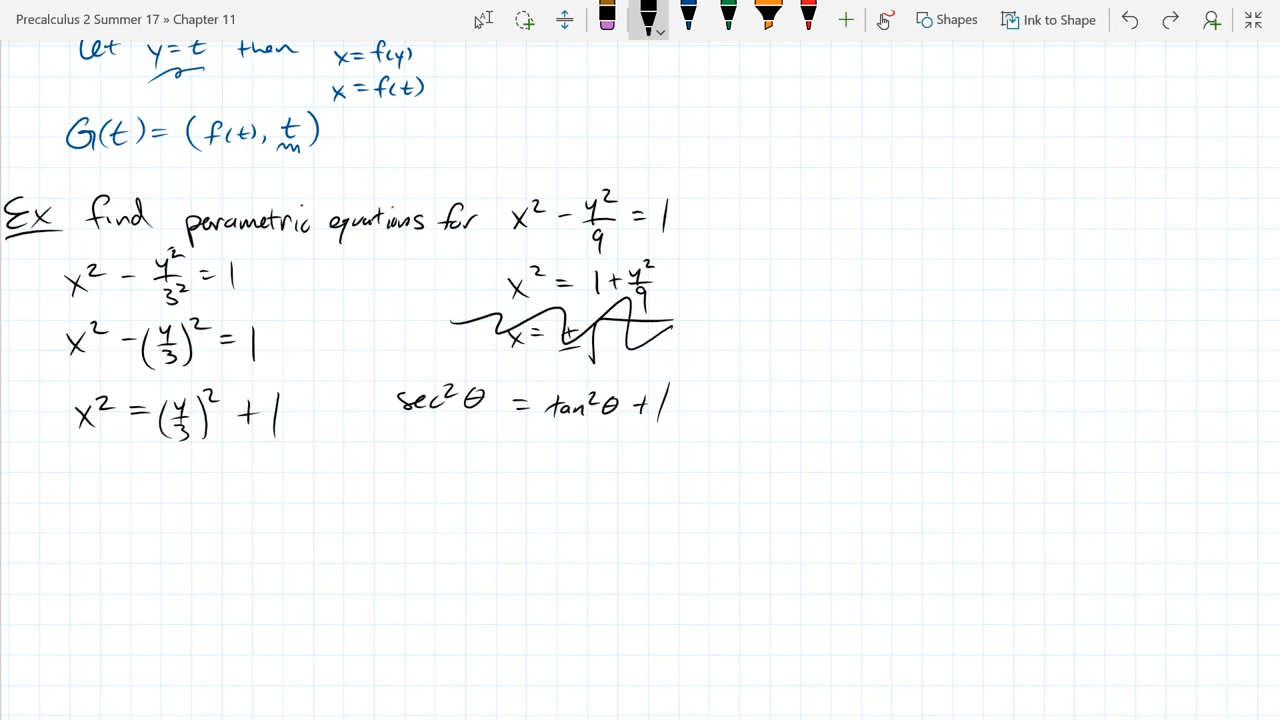 Precalculus 2 Summer 17 » Chapter 11
Shapes
Ink to Shape
Let y = t then x = f(y)
x = f(t)
G(t) = (f(t), t)
Ex find parametric equations for x² - y²/9 = 1
x² - y²/3² = 1
x² = 1 + y²/9
x² - (y/3)² = 1
x = ±√
x² = (y/3)² + 1
sec²θ = tan²θ + 1